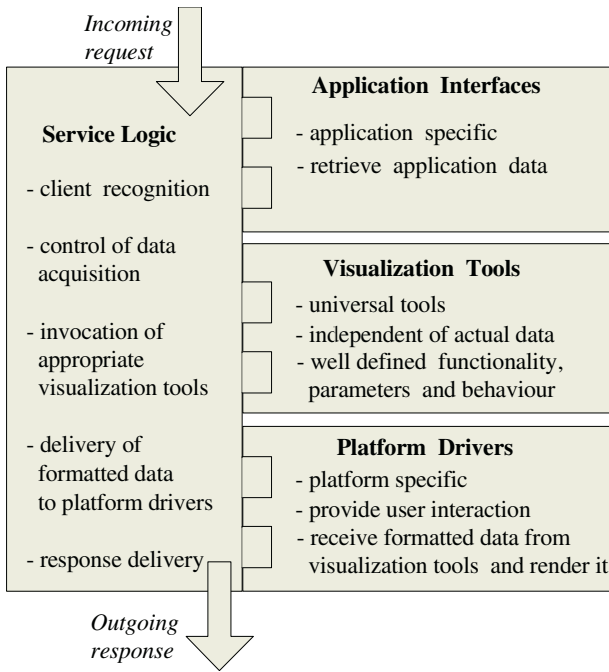 Incoming
request
Service Logic
- client recognition
- control of data
acquisition
- invocation of
appropriate
visualization tools
- delivery of
formatted data
to platform drivers
- response delivery
Application Interfaces
- application specific
- retrieve application data
Visualization Tools
- universal tools
- independent of actual data
- well defined functionality,
parameters and behaviour
Platform Drivers
- platform specific
- provide user interaction
- receive formatted data from
visualization tools and render it
Outgoing
response